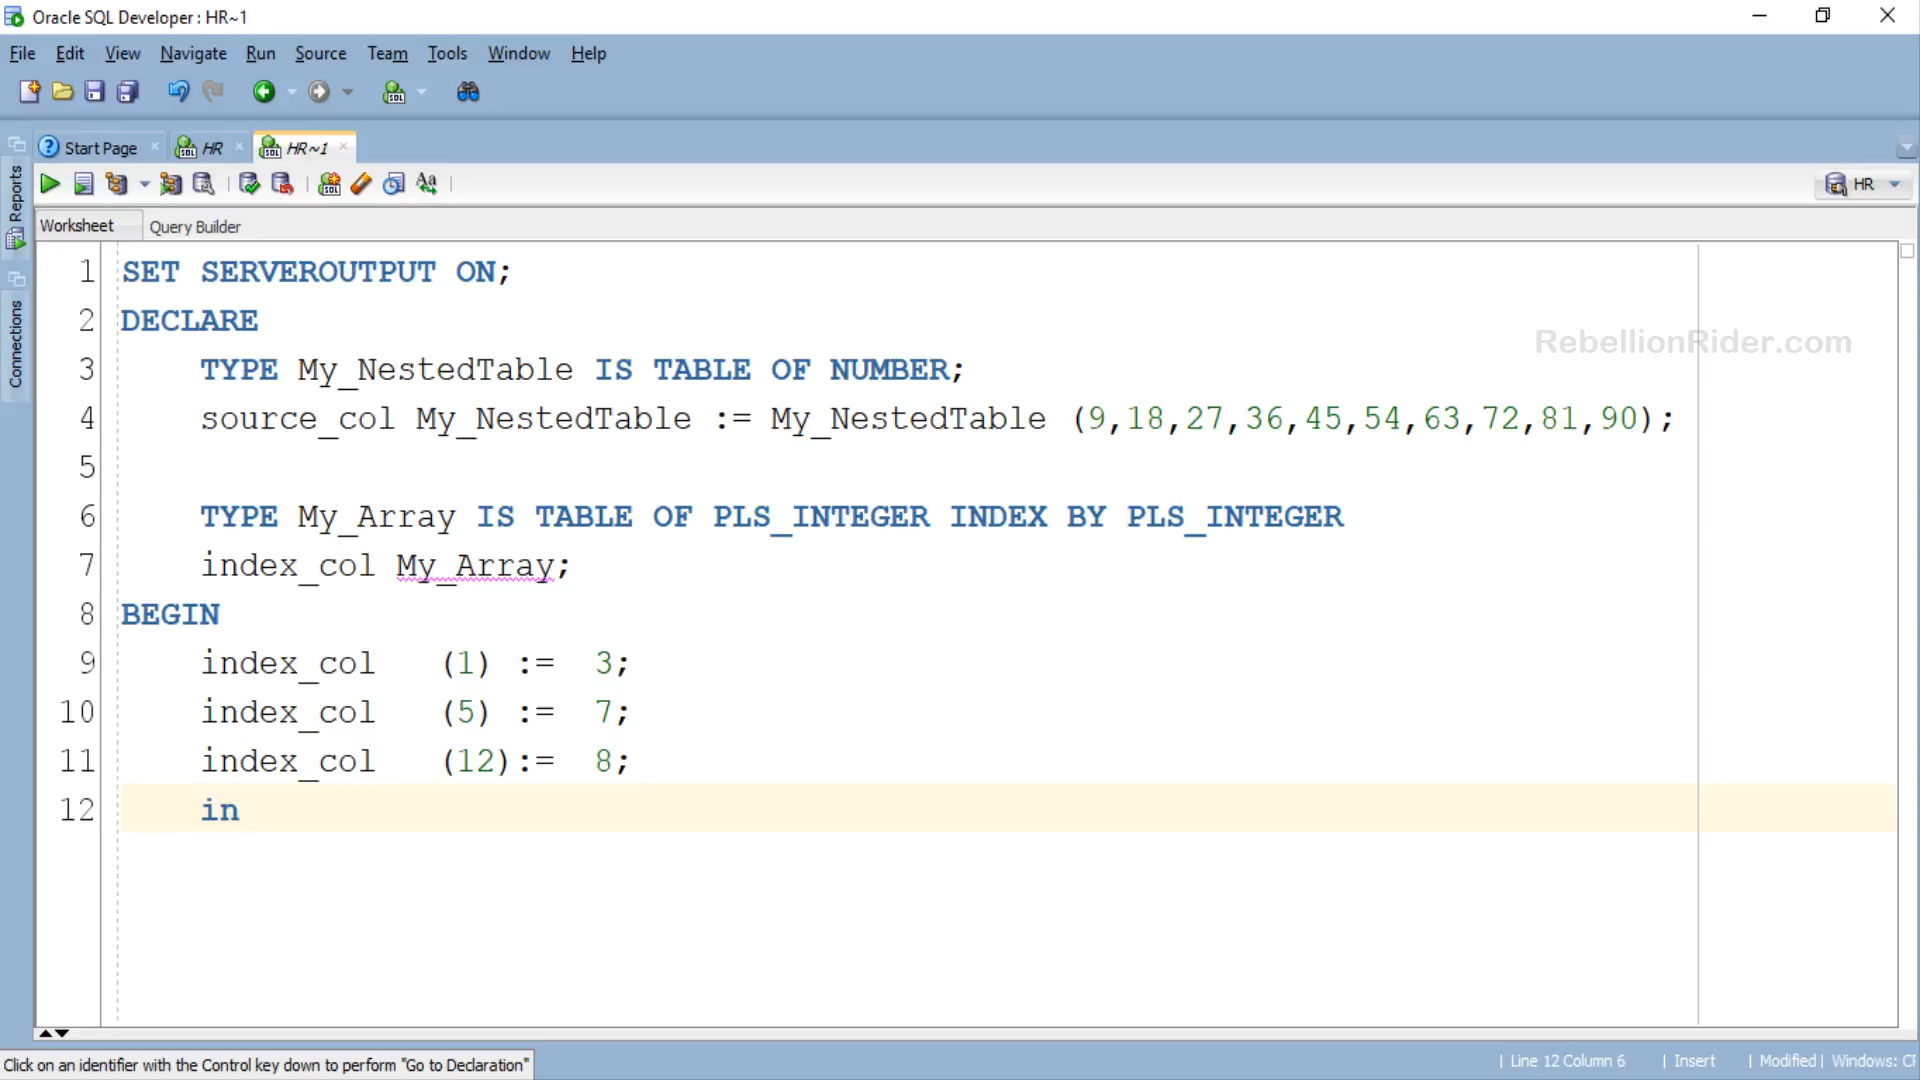 Oracle SQL Developer : HR~1
File Edit View Navigate Run Source Team Tools Window Help
Start Page HR HR~1
HR
Worksheet Query Builder
Reports
Connections
RebellionRider.com
1 SET SERVEROUTPUT ON;
2 DECLARE
3 TYPE My_NestedTable IS TABLE OF NUMBER;
4 source_col My_NestedTable := My_NestedTable (9,18,27,36,45,54,63,72,81,90);
5
6 TYPE My_Array IS TABLE OF PLS_INTEGER INDEX BY PLS_INTEGER
7 index_col My_Array;
8 BEGIN
9 index_col (1) := 3;
10 index_col (5) := 7;
11 index_col (12):= 8;
12 in
Click on an identifier with the Control key down to perform "Go to Declaration"
| Line 12 Column 6 | Insert | Modified | Windows: CF